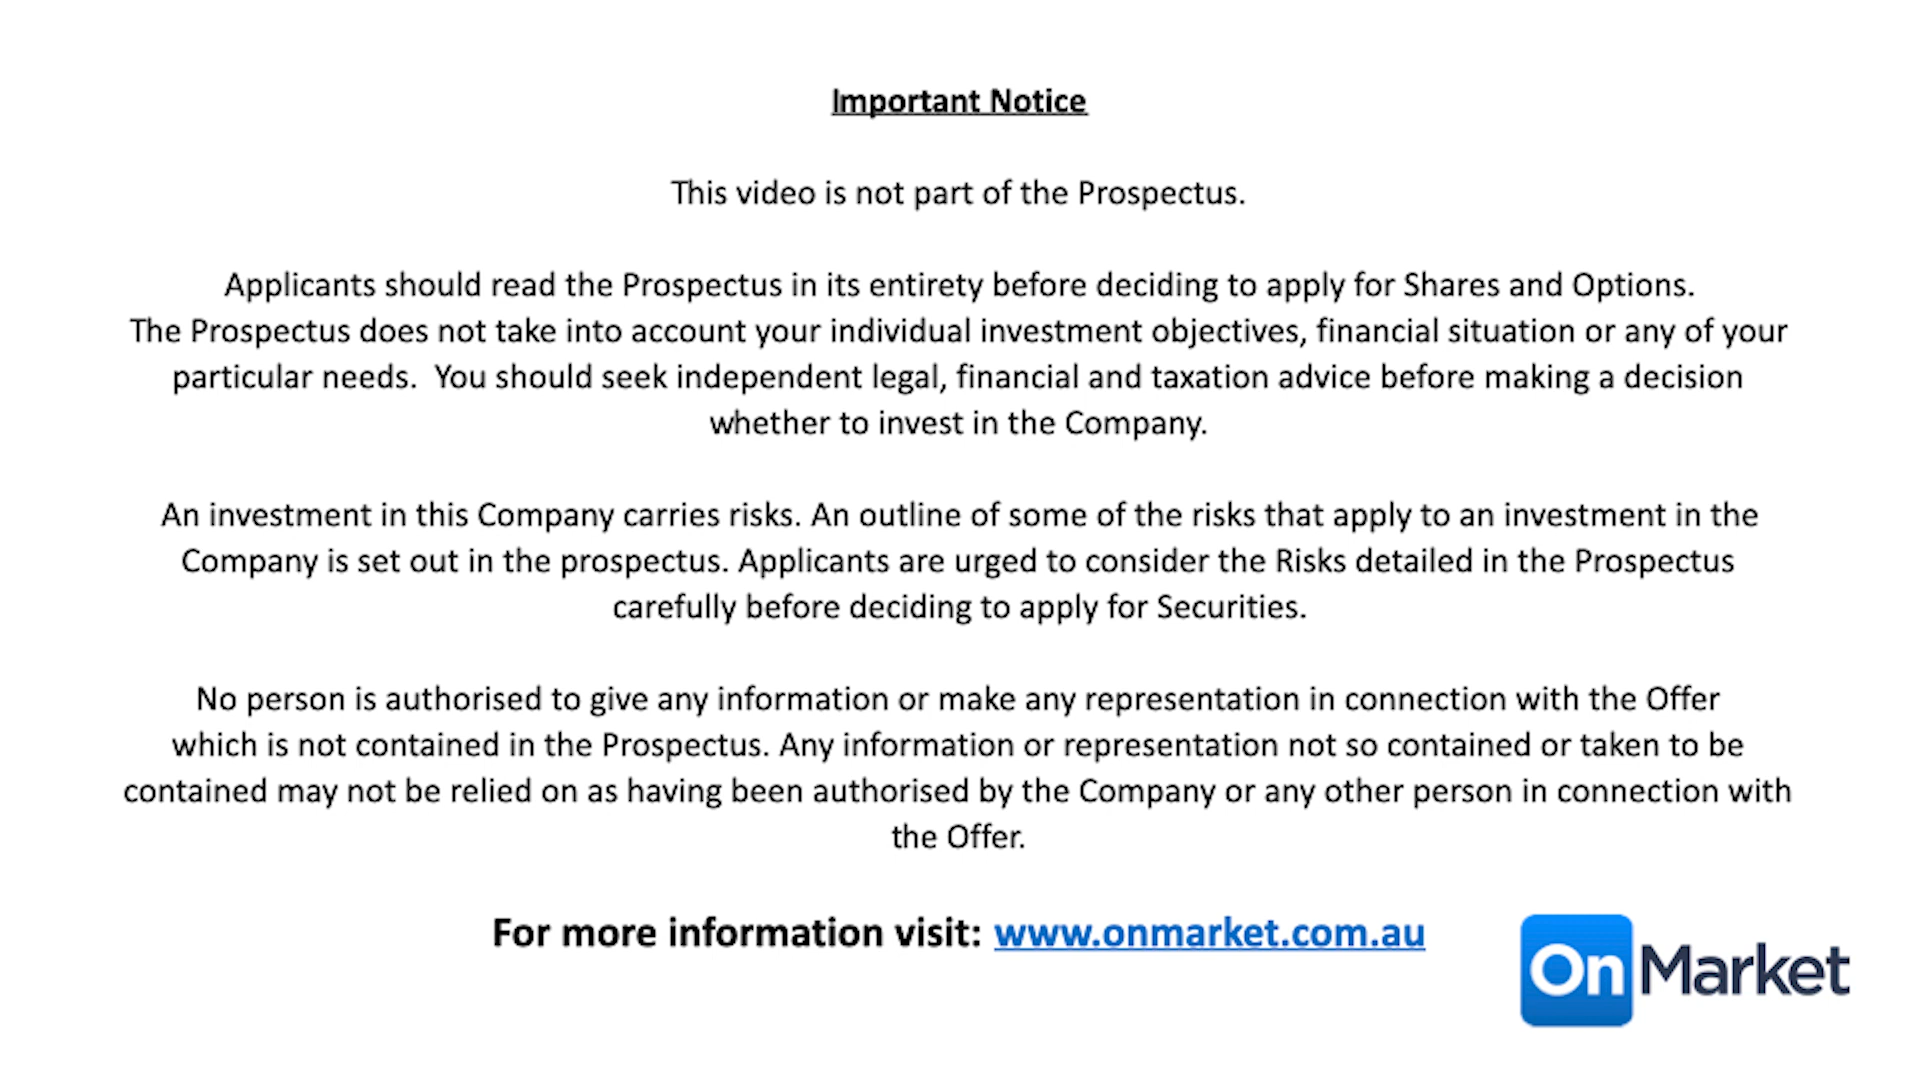 Important Notice
This video is not part of the Prospectus.
Applicants should read the Prospectus in its entirety before deciding to apply for Shares and Options.
The Prospectus does not take into account your individual investment objectives, financial situation or any of your
particular needs.  You should seek independent legal, financial and taxation advice before making a decision
whether to invest in the Company.
An investment in this Company carries risks. An outline of some of the risks that apply to an investment in the
Company is set out in the prospectus. Applicants are urged to consider the Risks detailed in the Prospectus
carefully before deciding to apply for Securities.
No person is authorised to give any information or make any representation in connection with the Offer
which is not contained in the Prospectus. Any information or representation not so contained or taken to be
contained may not be relied on as having been authorised by the Company or any other person in connection with
the Offer.
For more information visit: www.onmarket.com.au
OnMarket